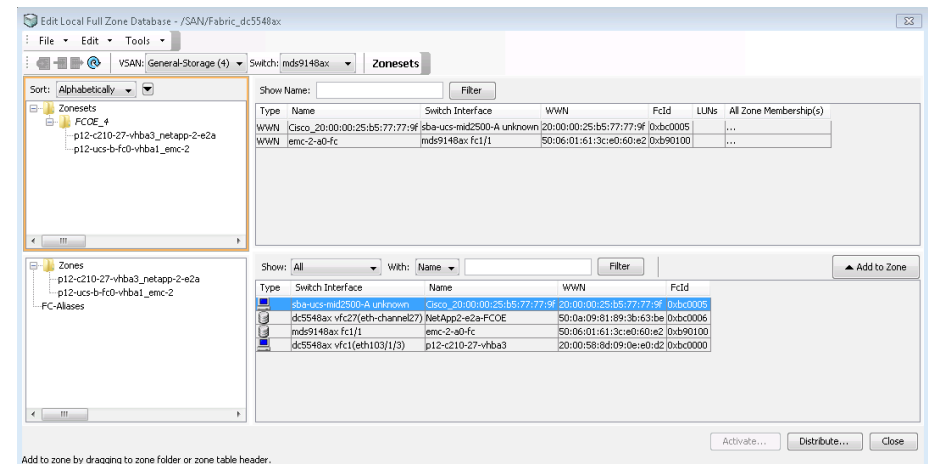 Edit Local Full Zone Database - /SAN/Fabric_dc5548ax
File Edit Tools
VSAN: General-Storage (4) Switch: mds9148ax Zonesets
Sort: Alphabetically
Zonesets
FCOE_4
p12-c210-27-vhba3_netapp-2-e2a
p12-ucs-b-fc0-vhba1_emc-2
Show Name: Filter
Type Name Switch Interface WWN FcId LUNs All Zone Membership(s)
WWN Cisco_20:00:00:25:b5:77:77:9f sba-ucs-mid2500-A unknown 20:00:00:25:b5:77:77:9f 0xbc0005 ...
WWN emc-2-a0-fc mds9148ax fc1/1 50:06:01:61:3c:e0:60:e2 0xb90100 ...
Zones
p12-c210-27-vhba3_netapp-2-e2a
p12-ucs-b-fc0-vhba1_emc-2
FC-Aliases
Show: All With: Name Filter Add to Zone
Type Switch Interface Name WWN FcId
sba-ucs-mid2500-A unknown Cisco_20:00:00:25:b5:77:77:9f 20:00:00:25:b5:77:77:9f 0xbc0005
dc5548ax vfc27(eth-channel27) NetApp2-e2a-FCOE 50:0a:09:81:89:3b:63:be 0xbc0006
mds9148ax fc1/1 emc-2-a0-fc 50:06:01:61:3c:e0:60:e2 0xb90100
dc5548ax vfc1(eth103/1/3) p12-c210-27-vhba3 20:00:58:8d:09:0e:e0:d2 0xbc0000
Activate... Distribute... Close
Add to zone by dragging to zone folder or zone table header.